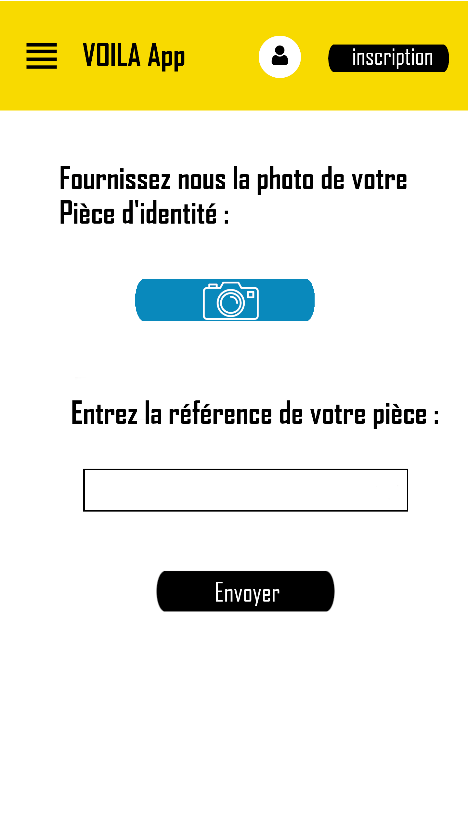 VOILA App
inscription
Fournissez nous la photo de votre
Pièce d'identité :
Entrez la référence de votre pièce :
Envoyer